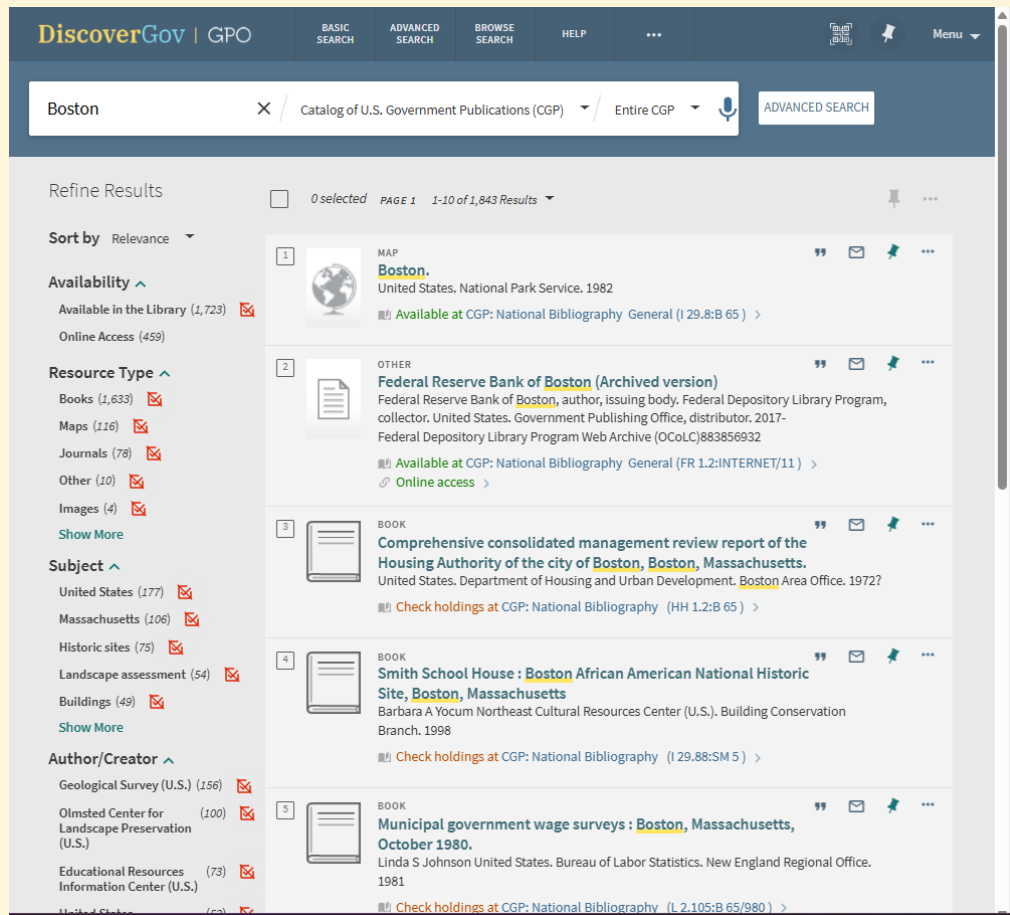 DiscoverGov | GPO
BASIC SEARCH
ADVANCED SEARCH
BROWSE SEARCH
HELP
Menu
Boston
Catalog of U.S. Government Publications (CGP)
Entire CGP
ADVANCED SEARCH
Refine Results
Sort by Relevance
Availability
Available in the Library (1,723)
Online Access (459)
Resource Type
Books (1,633)
Maps (116)
Journals (78)
Other (10)
Images (4)
Show More
Subject
United States (177)
Massachusetts (106)
Historic sites (75)
Landscape assessment (54)
Buildings (49)
Show More
Author/Creator
Geological Survey (U.S.) (156)
Olmsted Center for (100)
Landscape Preservation
(U.S.)
Educational Resources (73)
Information Center (U.S.)
0 selected PAGE 1 1-10 of 1,843 Results
1
MAP
Boston.
United States. National Park Service. 1982
Available at CGP: National Bibliography General (I 29.8:B 65 )
2
OTHER
Federal Reserve Bank of Boston (Archived version)
Federal Reserve Bank of Boston, author, issuing body. Federal Depository Library Program,
collector. United States. Government Publishing Office, distributor. 2017-
Federal Depository Library Program Web Archive (OCoLC)883856932
Available at CGP: National Bibliography General (FR 1.2:INTERNET/11 )
Online access
3
BOOK
Comprehensive consolidated management review report of the
Housing Authority of the city of Boston, Boston, Massachusetts.
United States. Department of Housing and Urban Development. Boston Area Office. 1972?
Check holdings at CGP: National Bibliography (HH 1.2:B 65 )
4
BOOK
Smith School House : Boston African American National Historic
Site, Boston, Massachusetts
Barbara A Yocum Northeast Cultural Resources Center (U.S.). Building Conservation
Branch. 1998
Check holdings at CGP: National Bibliography (I 29.88:SM 5 )
5
BOOK
Municipal government wage surveys : Boston, Massachusetts,
October 1980.
Linda S Johnson United States. Bureau of Labor Statistics. New England Regional Office.
1981
Check holdings at CGP: National Bibliography (L 2.105:B 65/980 )